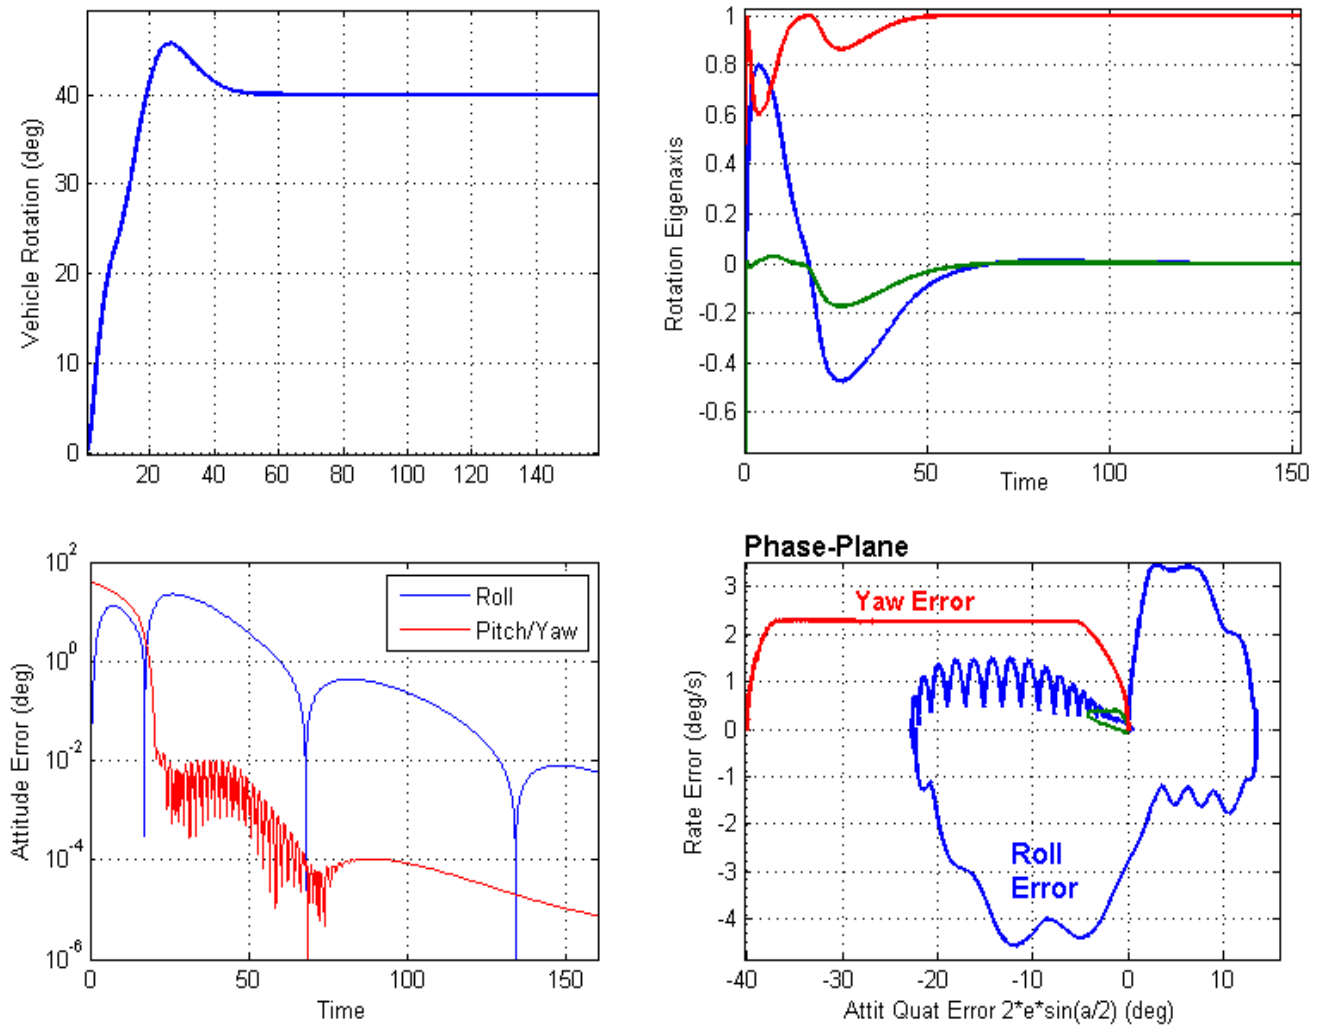 Vehicle Rotation (deg)
40
30
20
10
0
20 40 60 80 100 120 140
Rotation Eigenaxis
1
0.8
0.6
0.4
0.2
0
-0.2
-0.4
-0.6
0 50 100 150
Time
Attitude Error (deg)
10^2
10^0
10^-2
10^-4
10^-6
Roll
Pitch/Yaw
0 50 100 150
Time
Phase-Plane
Rate Error (deg/s)
3
2
1
0
-1
-2
-3
-4
Yaw Error
Roll
Error
-40 -30 -20 -10 0 10
Attit Quat Error 2*e*sin(a/2) (deg)